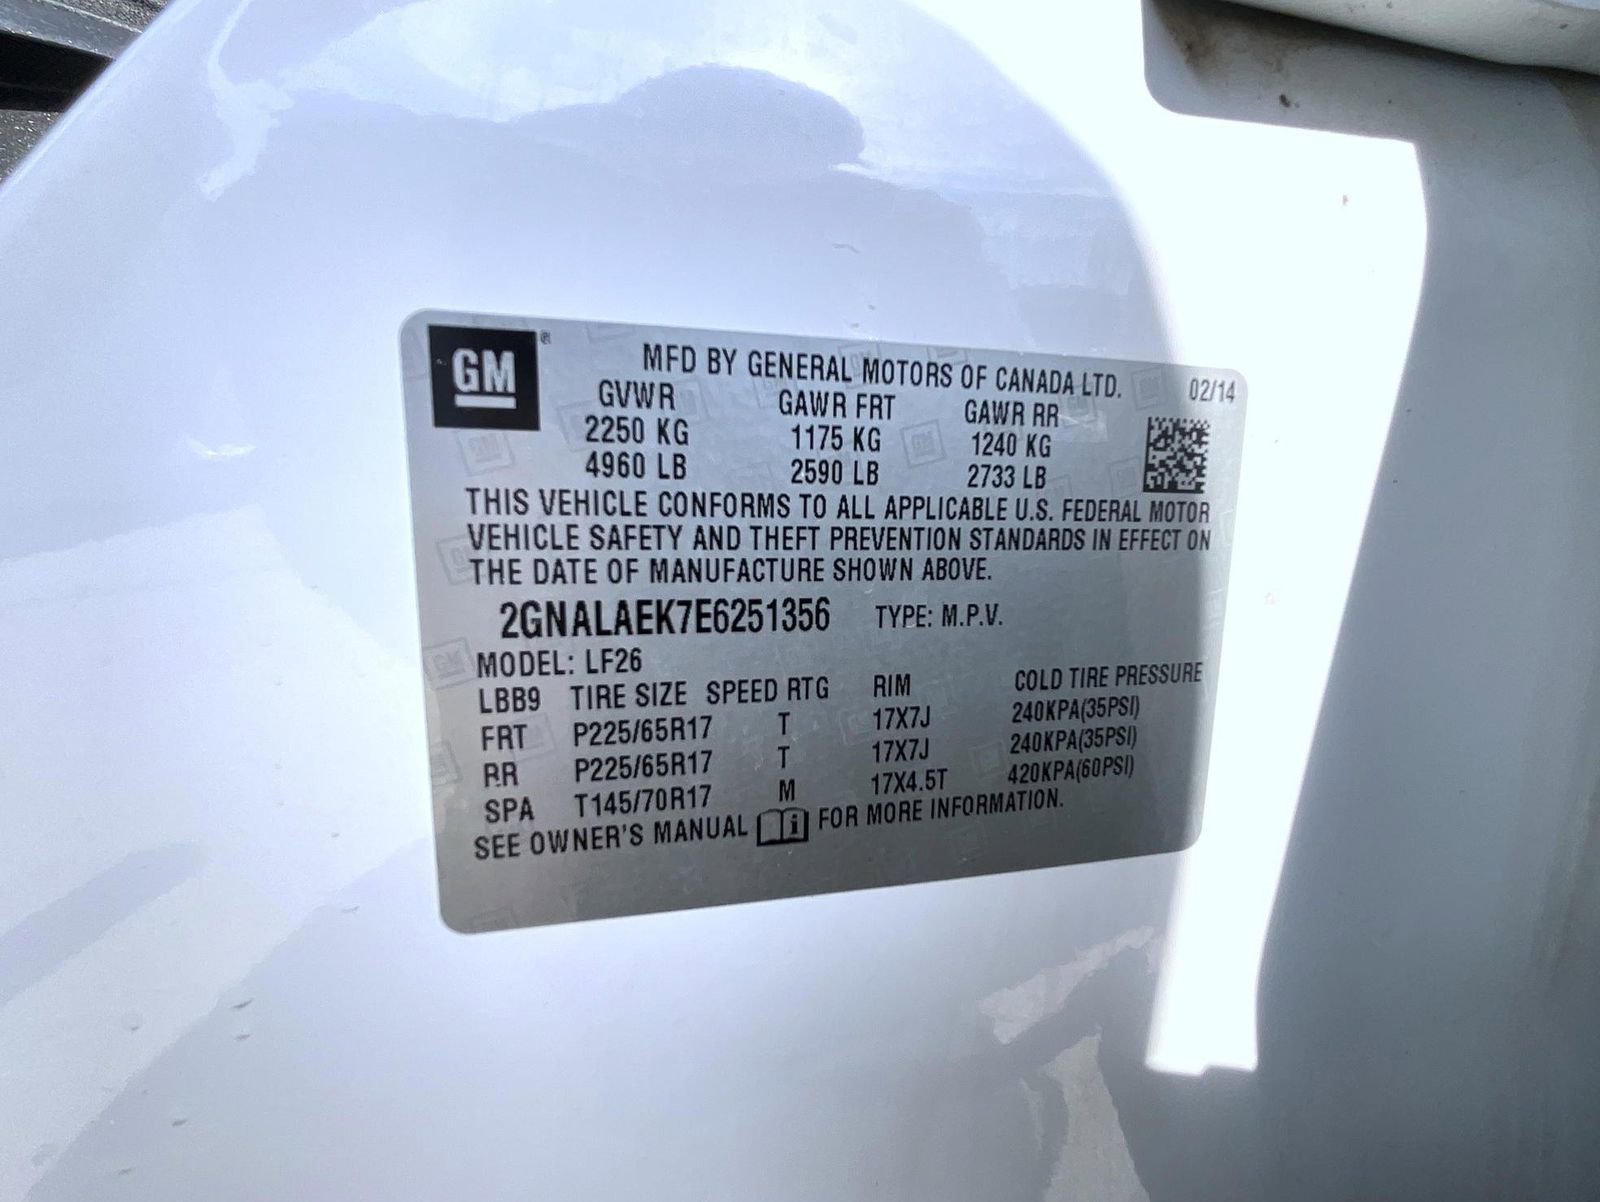 GM ®
MFD BY GENERAL MOTORS OF CANADA LTD. 02/14
GVWR GAWR FRT GAWR RR
2250 KG 1175 KG 1240 KG
4960 LB 2590 LB 2733 LB
THIS VEHICLE CONFORMS TO ALL APPLICABLE U.S. FEDERAL MOTOR
VEHICLE SAFETY AND THEFT PREVENTION STANDARDS IN EFFECT ON
THE DATE OF MANUFACTURE SHOWN ABOVE.
2GNALAEK7E6251356 TYPE: M.P.V.
MODEL: LF26
LBB9 TIRE SIZE SPEED RTG RIM COLD TIRE PRESSURE
FRT P225/65R17 T 17X7J 240KPA(35PSI)
RR P225/65R17 T 17X7J 240KPA(35PSI)
SPA T145/70R17 M 17X4.5T 420KPA(60PSI)
SEE OWNER'S MANUAL i FOR MORE INFORMATION.